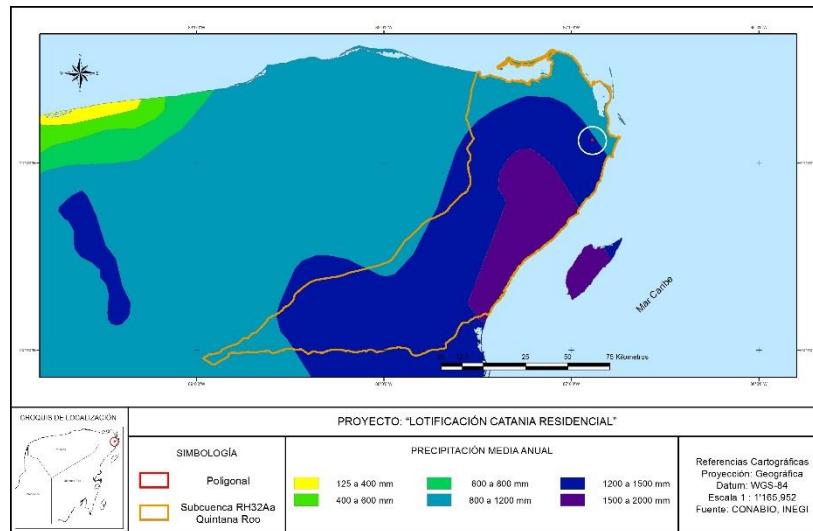 Mar Caribe
25 50 75 Kilometros
CROQUIS DE LOCALIZACIÓN
PROYECTO: “LOTIFICACIÓN CATANIA RESIDENCIAL”
SIMBOLOGÍA
Poligonal
Subcuenca RH32Aa
Quintana Roo
PRECIPITACIÓN MEDIA ANUAL
125 a 400 mm
400 a 600 mm
600 a 800 mm
800 a 1200 mm
1200 a 1500 mm
1500 a 2000 mm
Referencias Cartográficas
Proyección: Geográfica
Datum: WGS-84
Escala 1 : 1'165,952
Fuente: CONABIO, INEGI